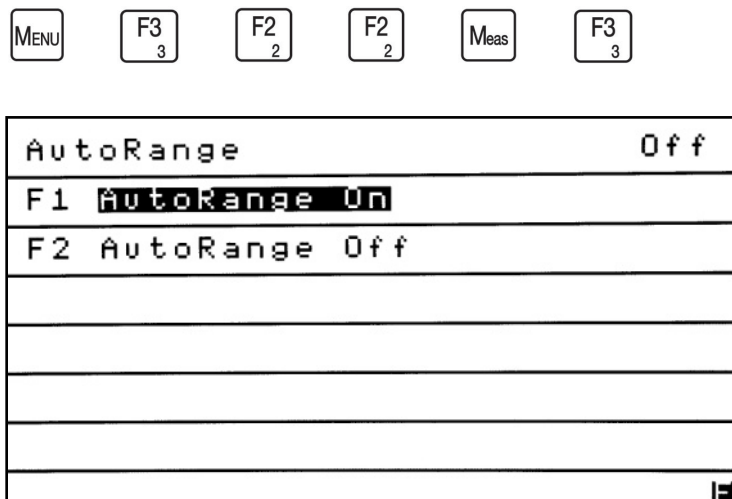 MENU F3 3 F2 2 F2 2 Meas F3 3
AutoRange Off
F1 AutoRange On
F2 AutoRange Off